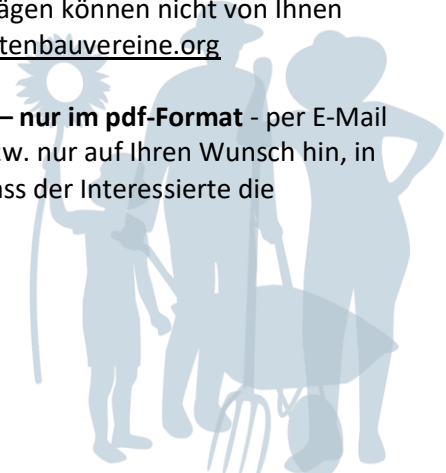 ägen können nicht von Ihnen
tenbauvereine.org
– nur im pdf-Format - per E-Mail
zw. nur auf Ihren Wunsch hin, in
ass der Interessierte die